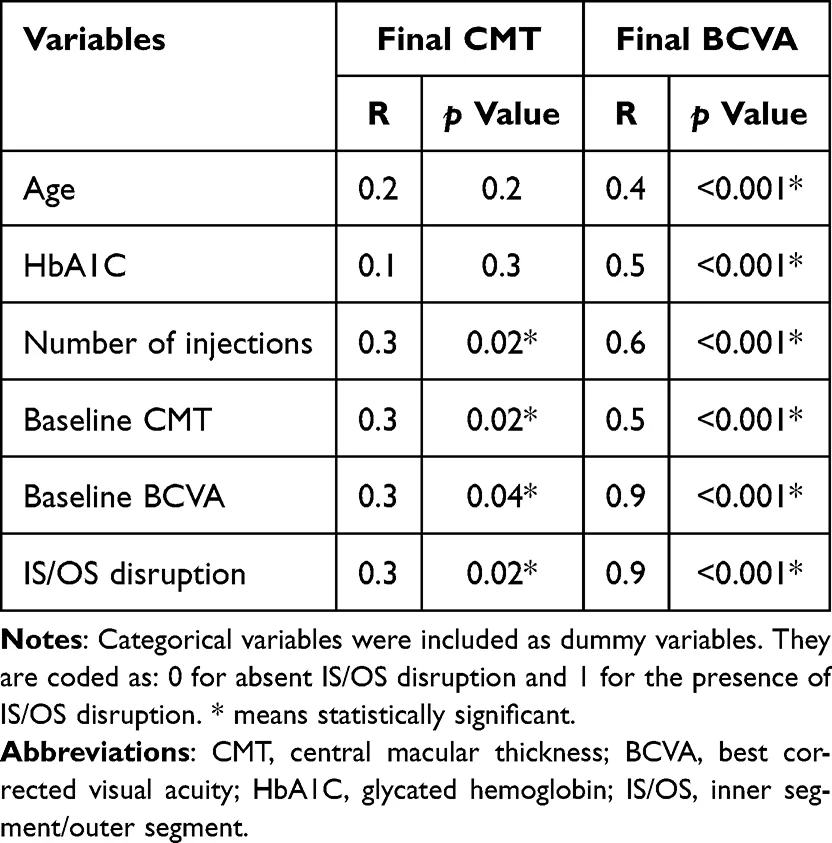 Variables Final CMT Final BCVA
R p Value R p Value
Age 0.2 0.2 0.4 <0.001*
HbA1C 0.1 0.3 0.5 <0.001*
Number of injections 0.3 0.02* 0.6 <0.001*
Baseline CMT 0.3 0.02* 0.5 <0.001*
Baseline BCVA 0.3 0.04* 0.9 <0.001*
IS/OS disruption 0.3 0.02* 0.9 <0.001*
Notes: Categorical variables were included as dummy variables. They
are coded as: 0 for absent IS/OS disruption and 1 for the presence of
IS/OS disruption. * means statistically significant.
Abbreviations: CMT, central macular thickness; BCVA, best cor-
rected visual acuity; HbA1C, glycated hemoglobin; IS/OS, inner seg-
ment/outer segment.